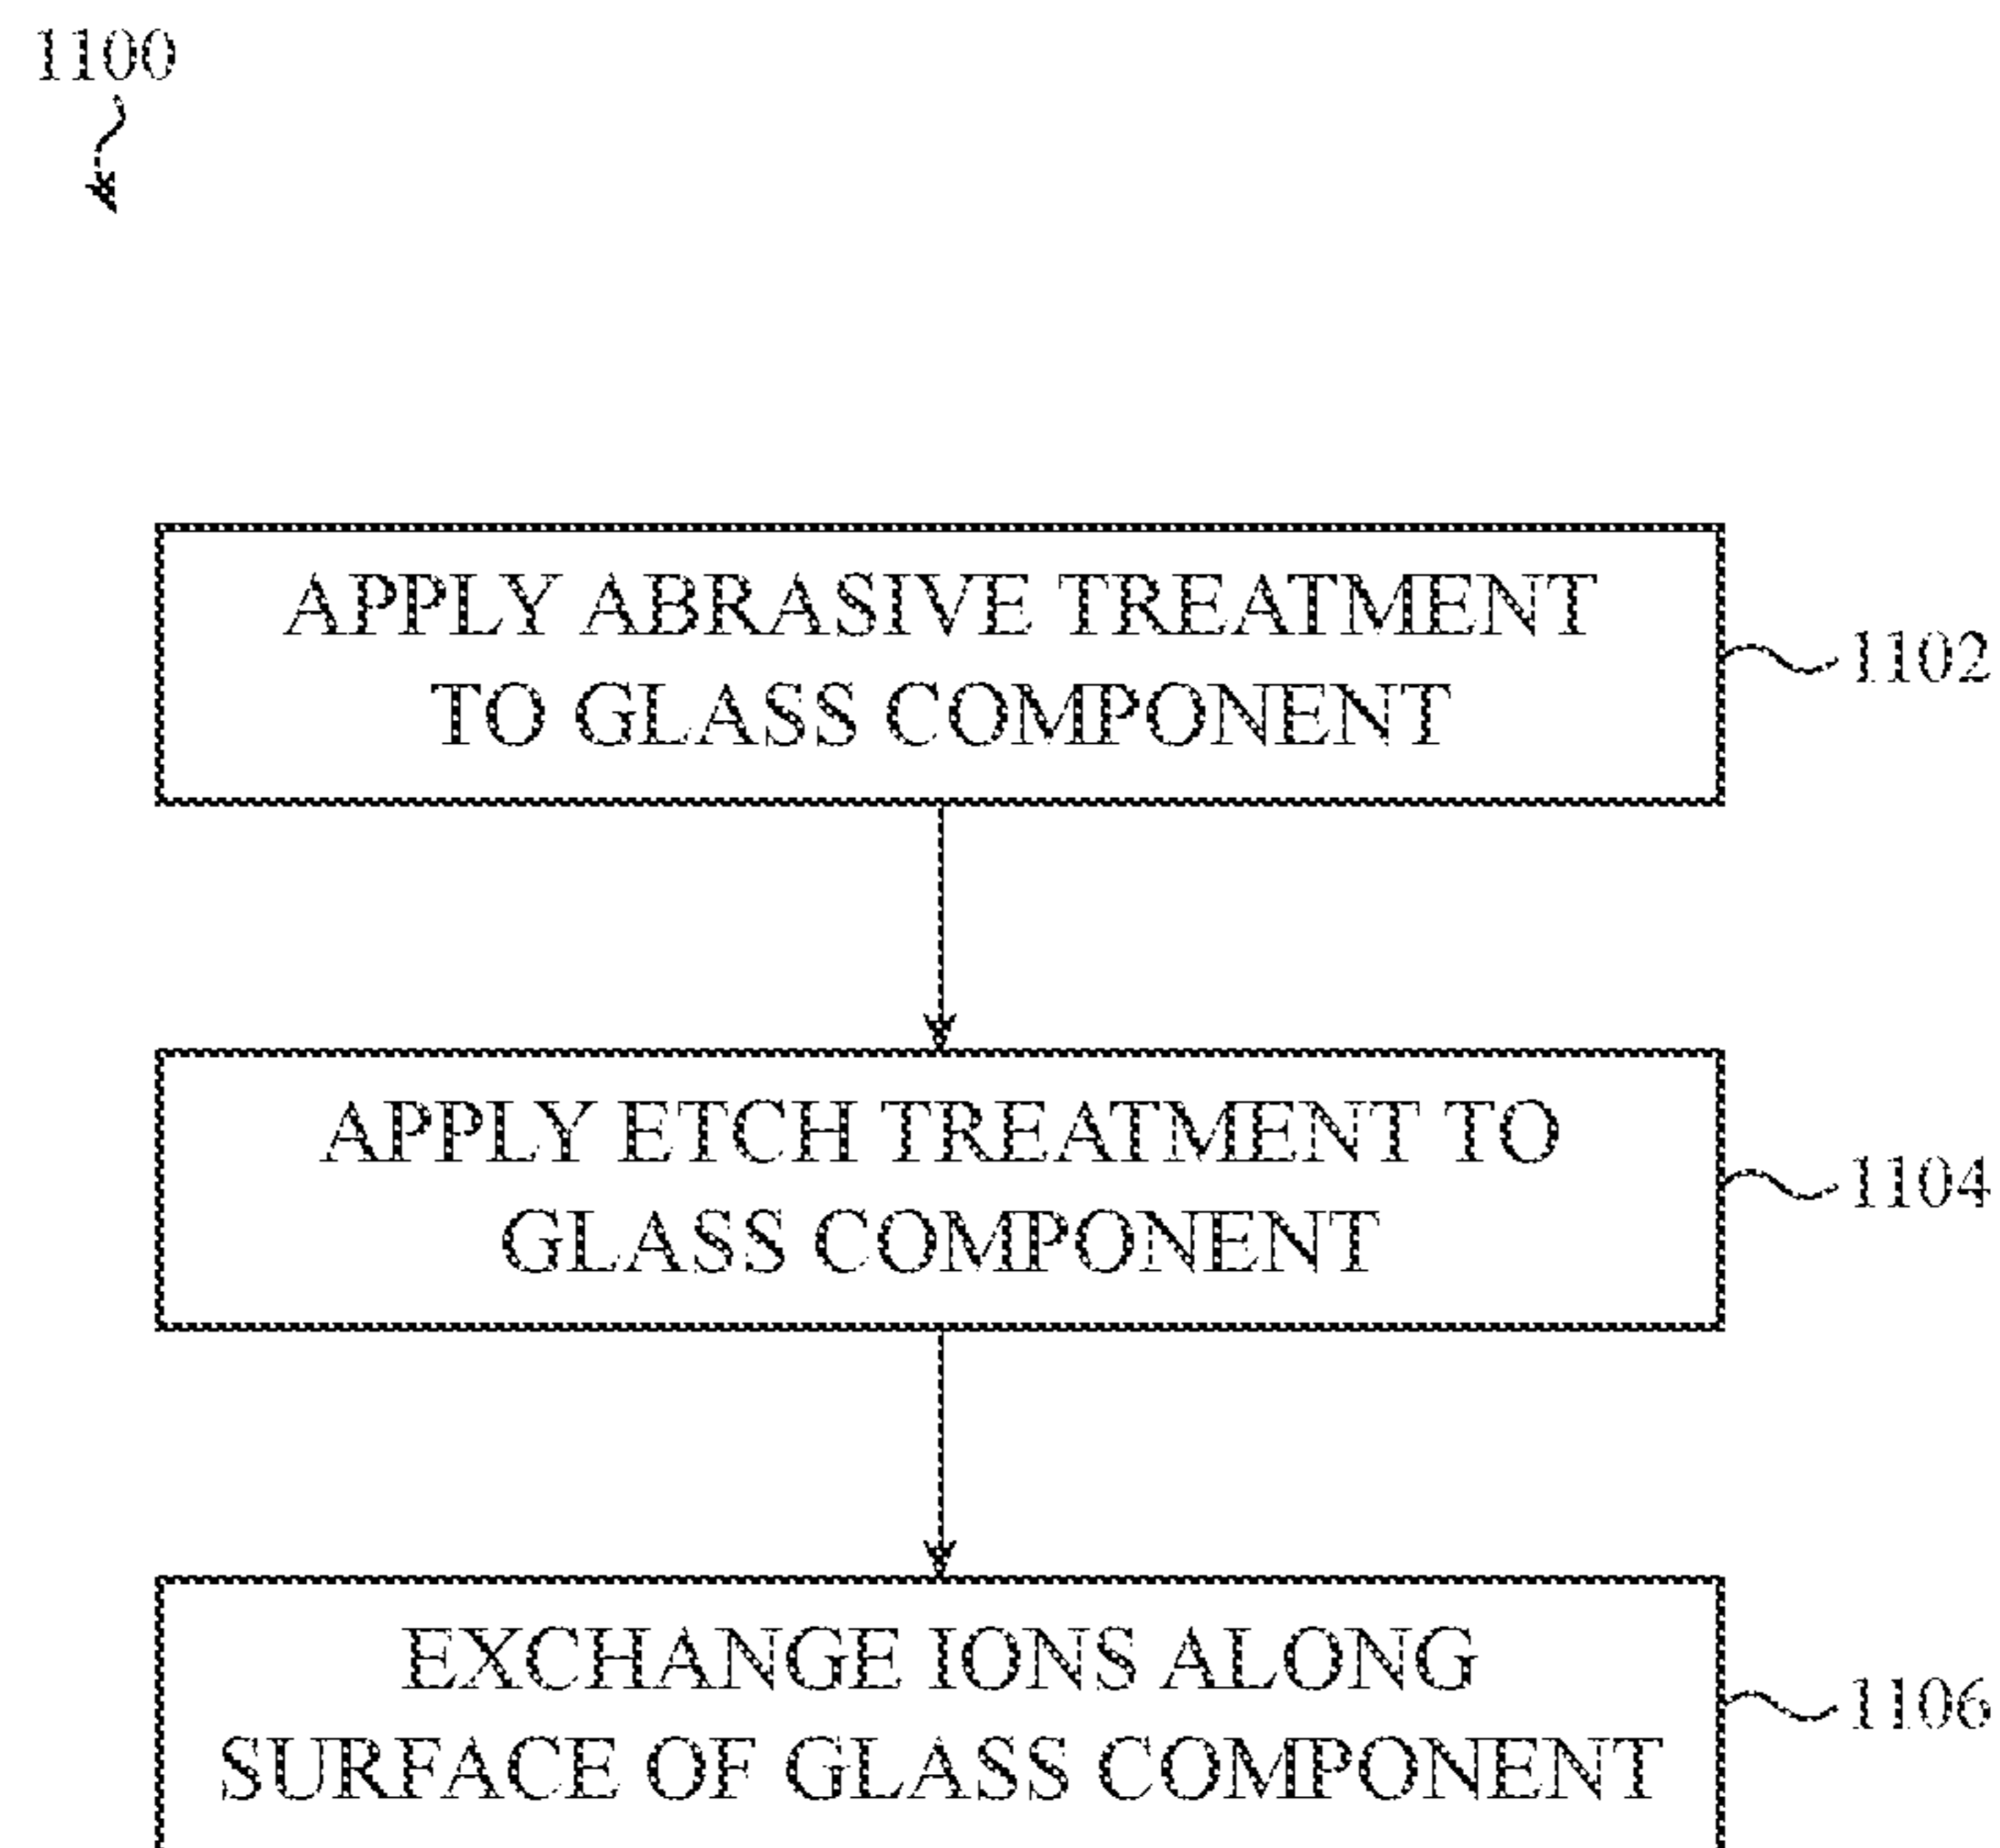 1100
APPLY ABRASIVE TREATMENT
TO GLASS COMPONENT
1102
APPLY ETCH TREATMENT TO
GLASS COMPONENT
1104
EXCHANGE IONS ALONG
SURFACE OF GLASS COMPONENT
1106